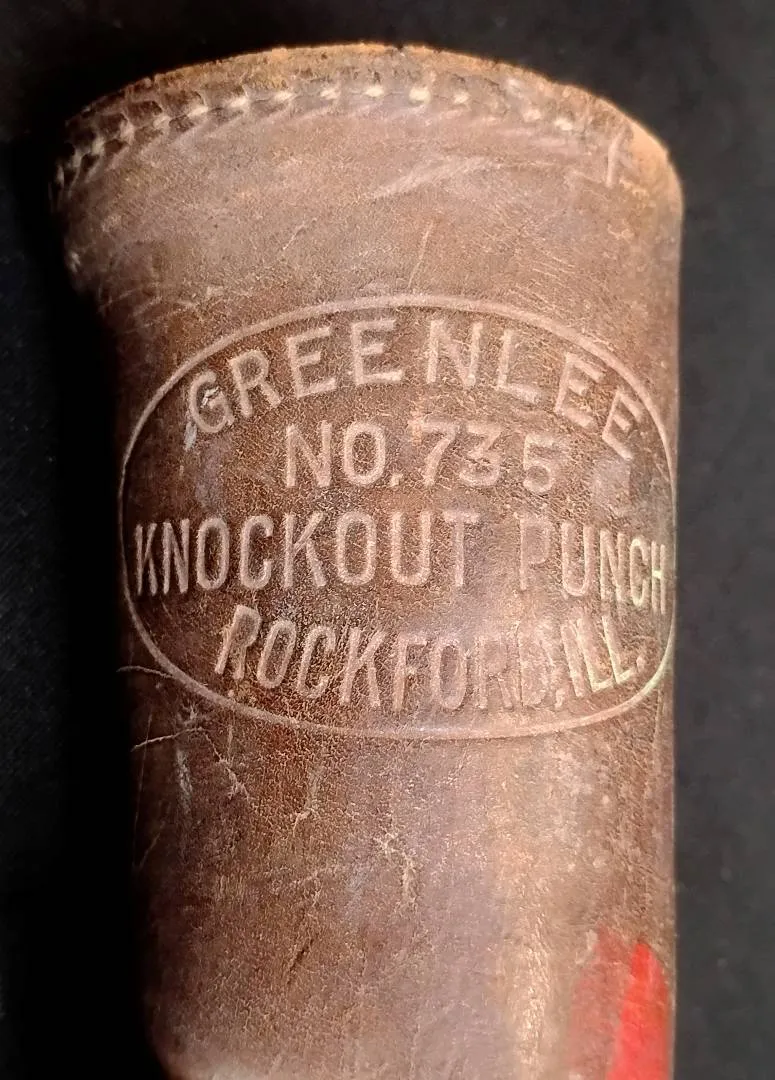 GREENLEE
NO. 735
KNOCKOUT PUNCH
ROCKFORD, ILL.